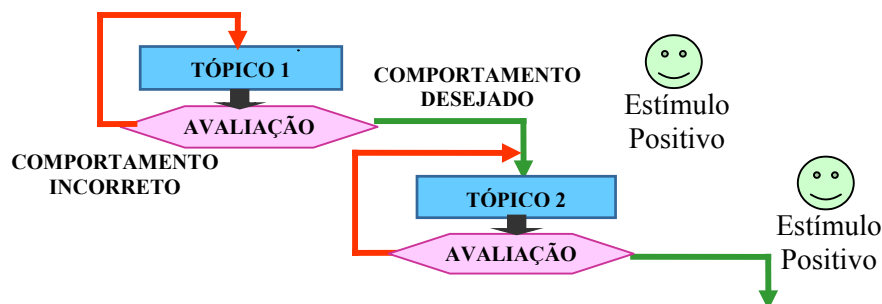 TÓPICO 1
AVALIAÇÃO
COMPORTAMENTO
DESEJADO
Estímulo
Positivo
COMPORTAMENTO
INCORRETO
TÓPICO 2
AVALIAÇÃO
Estímulo
Positivo